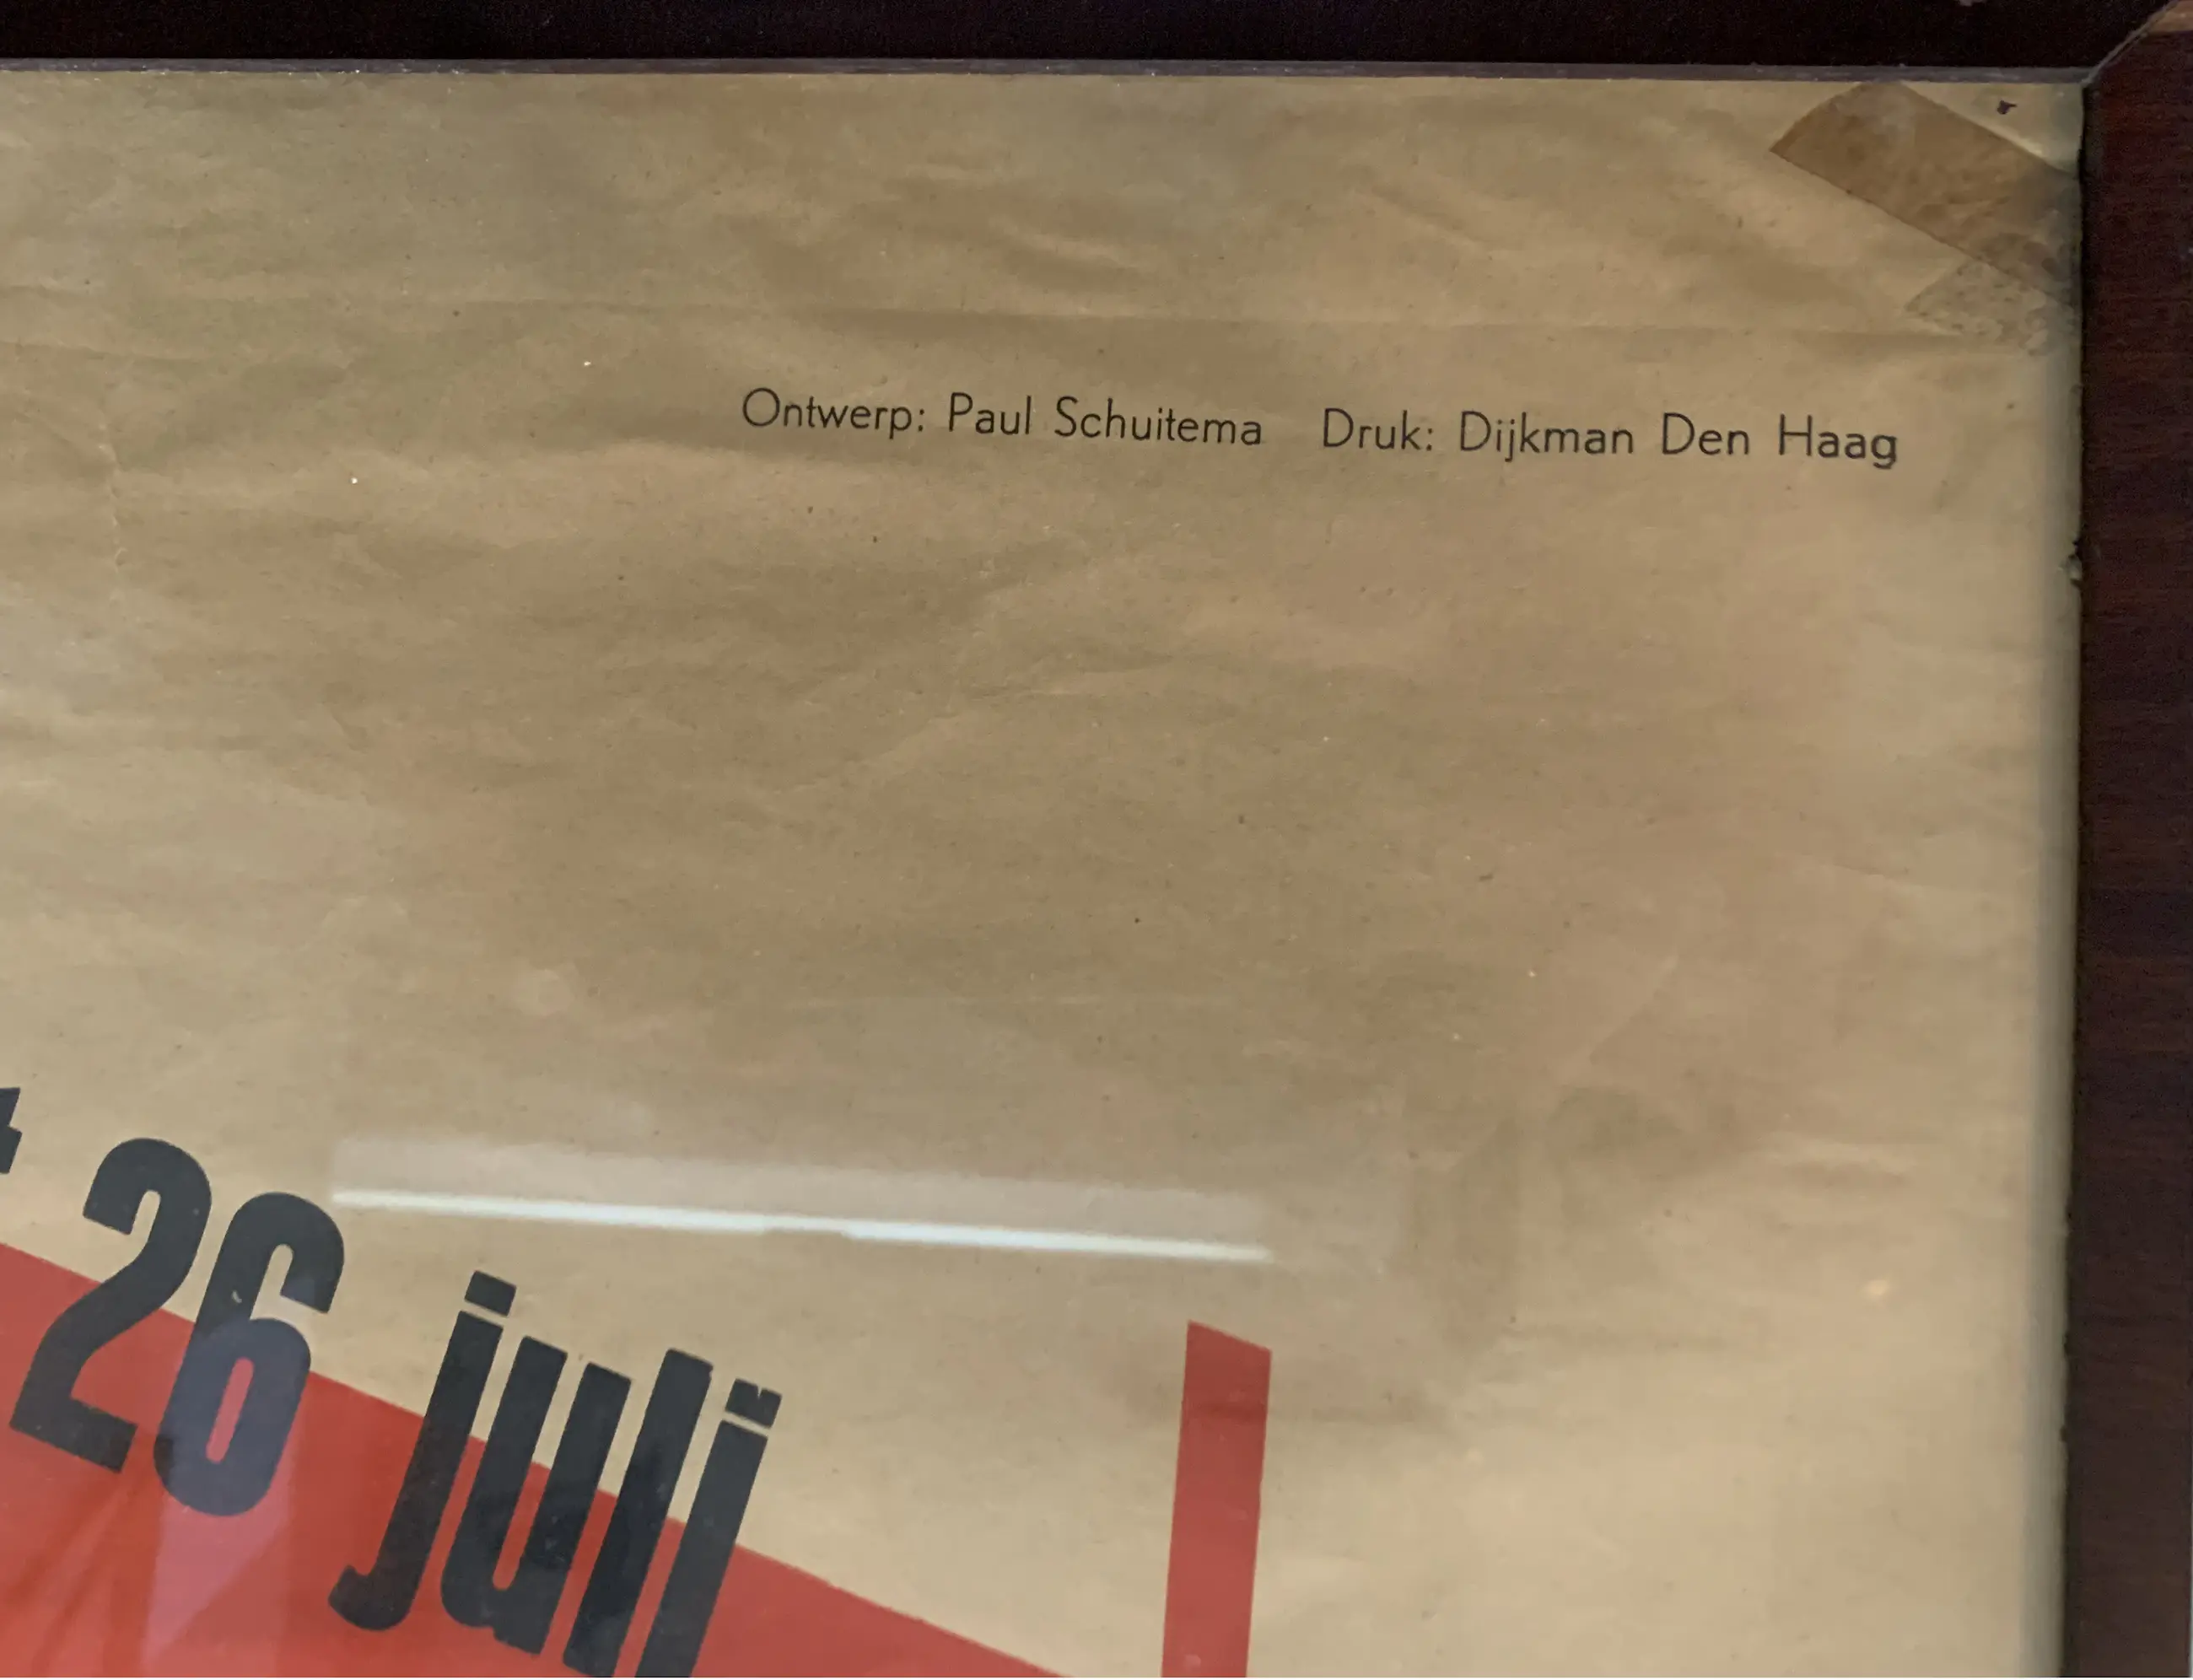 Ontwerp: Paul Schuitema Druk: Dijkman Den Haag
26 juli